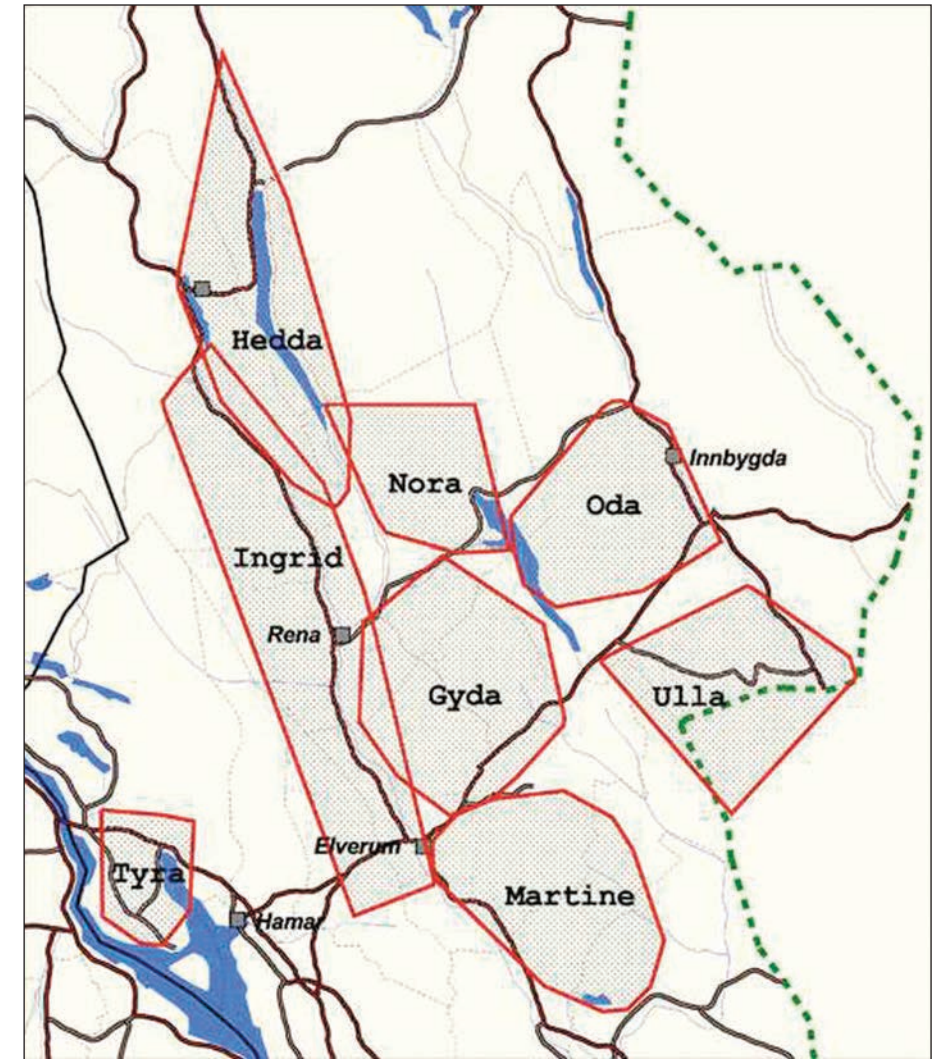 Hedda
Innbygda
Nora
Oda
Ingrid
Rena
Gyda
Ulla
Elverum
Tyra
Martine
Hamar